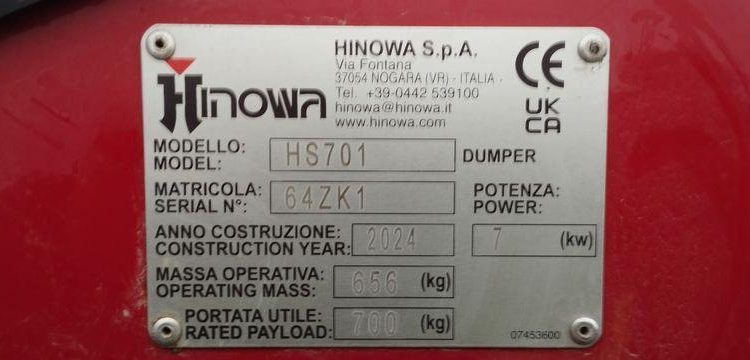 HINOWA
HINOWA S.p.A.
Via Fontana
37054 NOGARA (VR) - ITALIA -
Tel. +39-0442 539100
hinowa@hinowa.it
www.hinowa.com
CE
UK
CA
MODELLO:
MODEL:
HS701
DUMPER
MATRICOLA:
SERIAL N°:
64ZK1
POTENZA:
POWER:
ANNO COSTRUZIONE:
CONSTRUCTION YEAR:
2024
7 (kw)
MASSA OPERATIVA:
OPERATING MASS:
656 (kg)
PORTATA UTILE:
RATED PAYLOAD:
700 (kg)
07453600